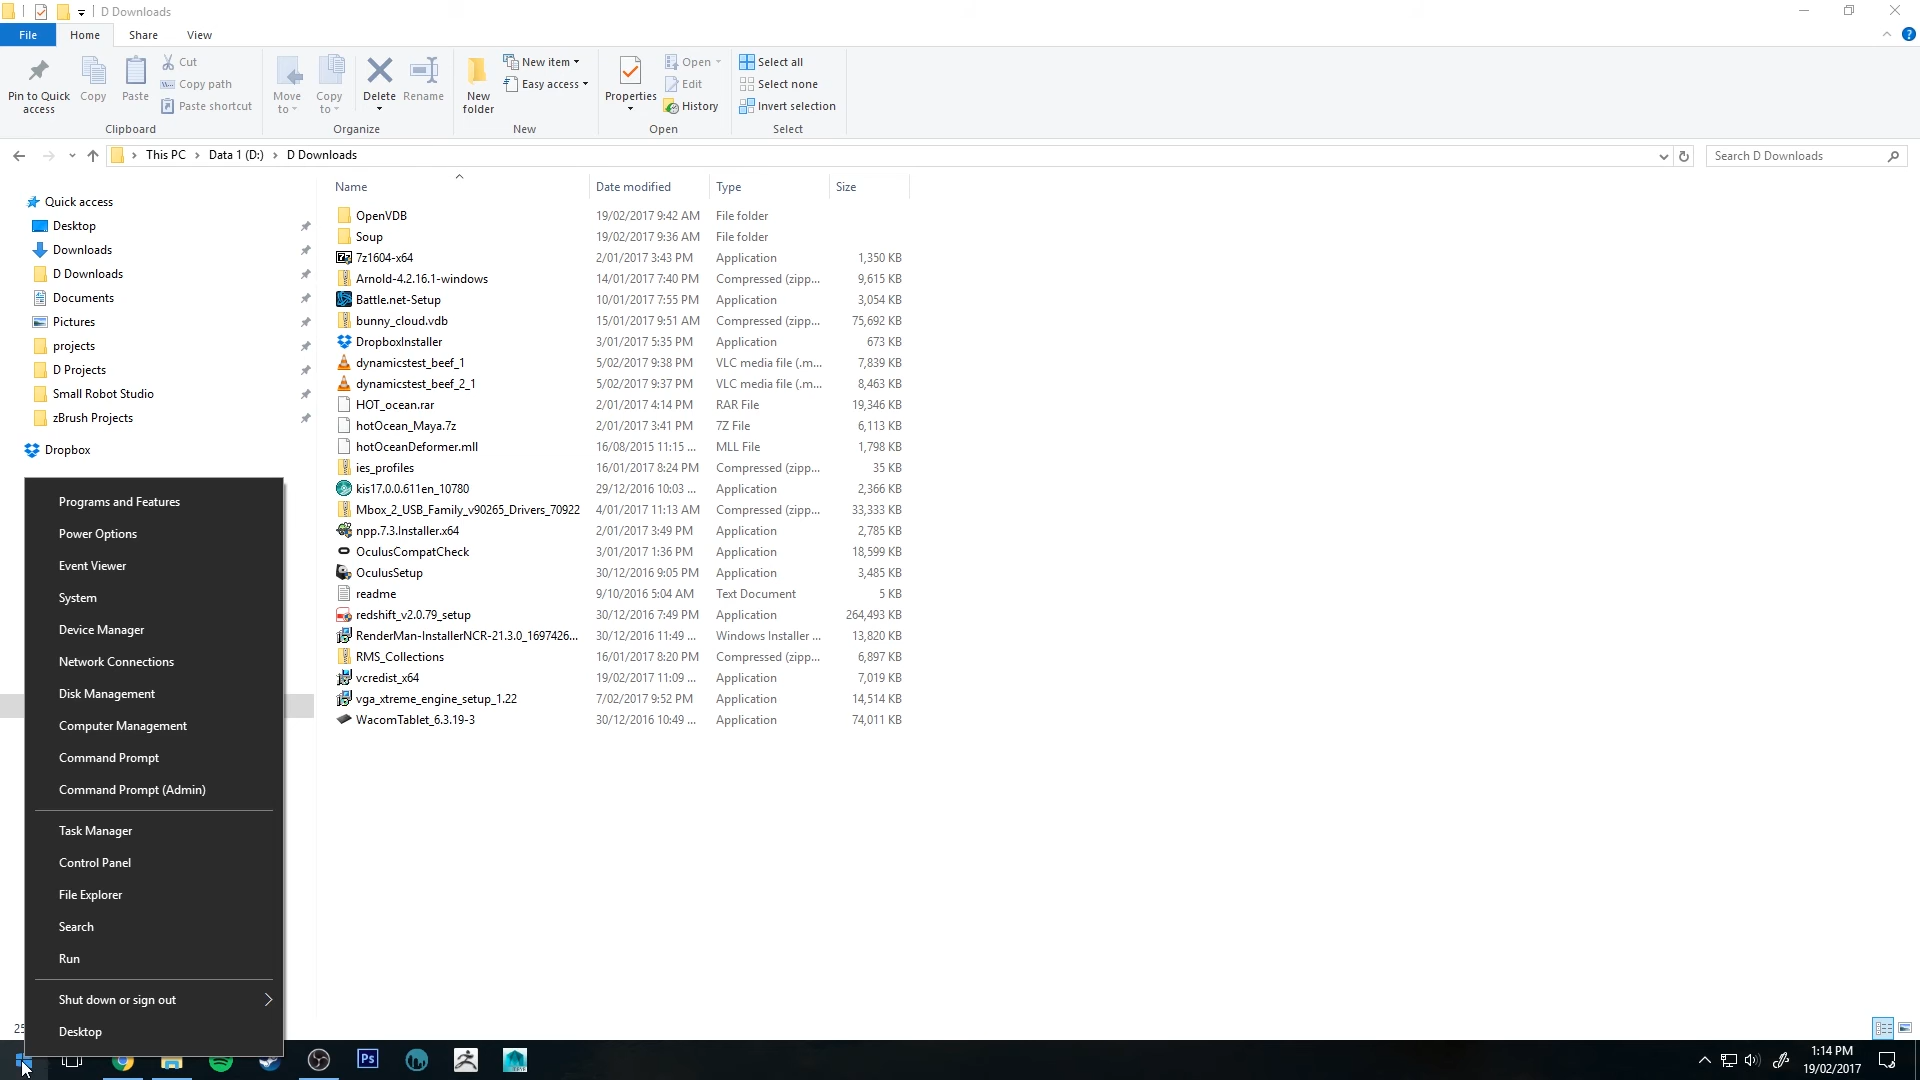 D Downloads
File
Home
Share
View
Pin to Quick access
Copy
Paste
Cut
Copy path
Paste shortcut
Clipboard
Move to
Copy to
Delete
Rename
Organize
New folder
New item
Easy access
New
Properties
Open
Edit
History
Open
Select all
Select none
Invert selection
Select
This PC
Data 1 (D:)
D Downloads
Search D Downloads
Quick access
Desktop
Downloads
D Downloads
Documents
Pictures
projects
D Projects
Small Robot Studio
zBrush Projects
Dropbox
Name Date modified Type Size
OpenVDB 19/02/2017 9:42 AM File folder
Soup 19/02/2017 9:36 AM File folder
7z1604-x64 2/01/2017 3:43 PM Application 1,350 KB
Arnold-4.2.16.1-windows 14/01/2017 7:40 PM Compressed (zipp... 9,615 KB
Battle.net-Setup 10/01/2017 7:55 PM Application 3,054 KB
bunny_cloud.vdb 15/01/2017 9:51 AM Compressed (zipp... 75,692 KB
DropboxInstaller 3/01/2017 5:35 PM Application 673 KB
dynamicstest_beef_1 5/02/2017 9:38 PM VLC media file (.m... 7,839 KB
dynamicstest_beef_2_1 5/02/2017 9:37 PM VLC media file (.m... 8,463 KB
HOT_ocean.rar 2/01/2017 4:14 PM RAR File 19,346 KB
hotOcean_Maya.7z 2/01/2017 3:41 PM 7Z File 6,113 KB
hotOceanDeformer.mll 16/08/2015 11:15 ... MLL File 1,798 KB
ies_profiles 16/01/2017 8:24 PM Compressed (zipp... 35 KB
kis17.0.0.611en_10780 29/12/2016 10:03 ... Application 2,366 KB
Mbox_2_USB_Family_v90265_Drivers_70922 4/01/2017 11:13 AM Compressed (zipp... 33,333 KB
npp.7.3.Installer.x64 2/01/2017 3:49 PM Application 2,785 KB
OculusCompatCheck 3/01/2017 1:36 PM Application 18,599 KB
OculusSetup 30/12/2016 9:05 PM Application 3,485 KB
readme 9/10/2016 5:04 AM Text Document 5 KB
redshift_v2.0.79_setup 30/12/2016 7:49 PM Application 264,493 KB
RenderMan-InstallerNCR-21.3.0_1697426... 30/12/2016 11:49 ... Windows Installer ... 13,820 KB
RMS_Collections 16/01/2017 8:20 PM Compressed (zipp... 6,897 KB
vcredist_x64 19/02/2017 11:09 ... Application 7,019 KB
vga_xtreme_engine_setup_1.22 7/02/2017 9:52 PM Application 14,514 KB
WacomTablet_6.3.19-3 30/12/2016 10:49 ... Application 74,011 KB
Programs and Features
Power Options
Event Viewer
System
Device Manager
Network Connections
Disk Management
Computer Management
Command Prompt
Command Prompt (Admin)
Task Manager
Control Panel
File Explorer
Search
Run
Shut down or sign out
Desktop
Ps
1:14 PM
19/02/2017